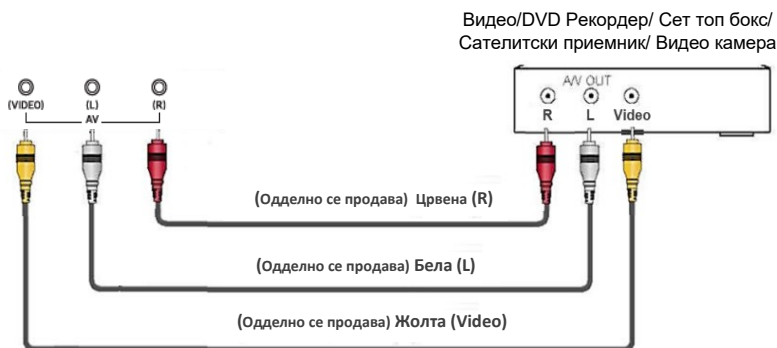 Видео/DVD Рекордер/ Сет топ бокс/
Сателитски приемник/ Видео камера
A/V OUT
R L Video
(VIDEO) (L) (R)
AV
(Одделно се продава) Црвена (R)
(Одделно се продава) Бела (L)
(Одделно се продава) Жолта (Video)